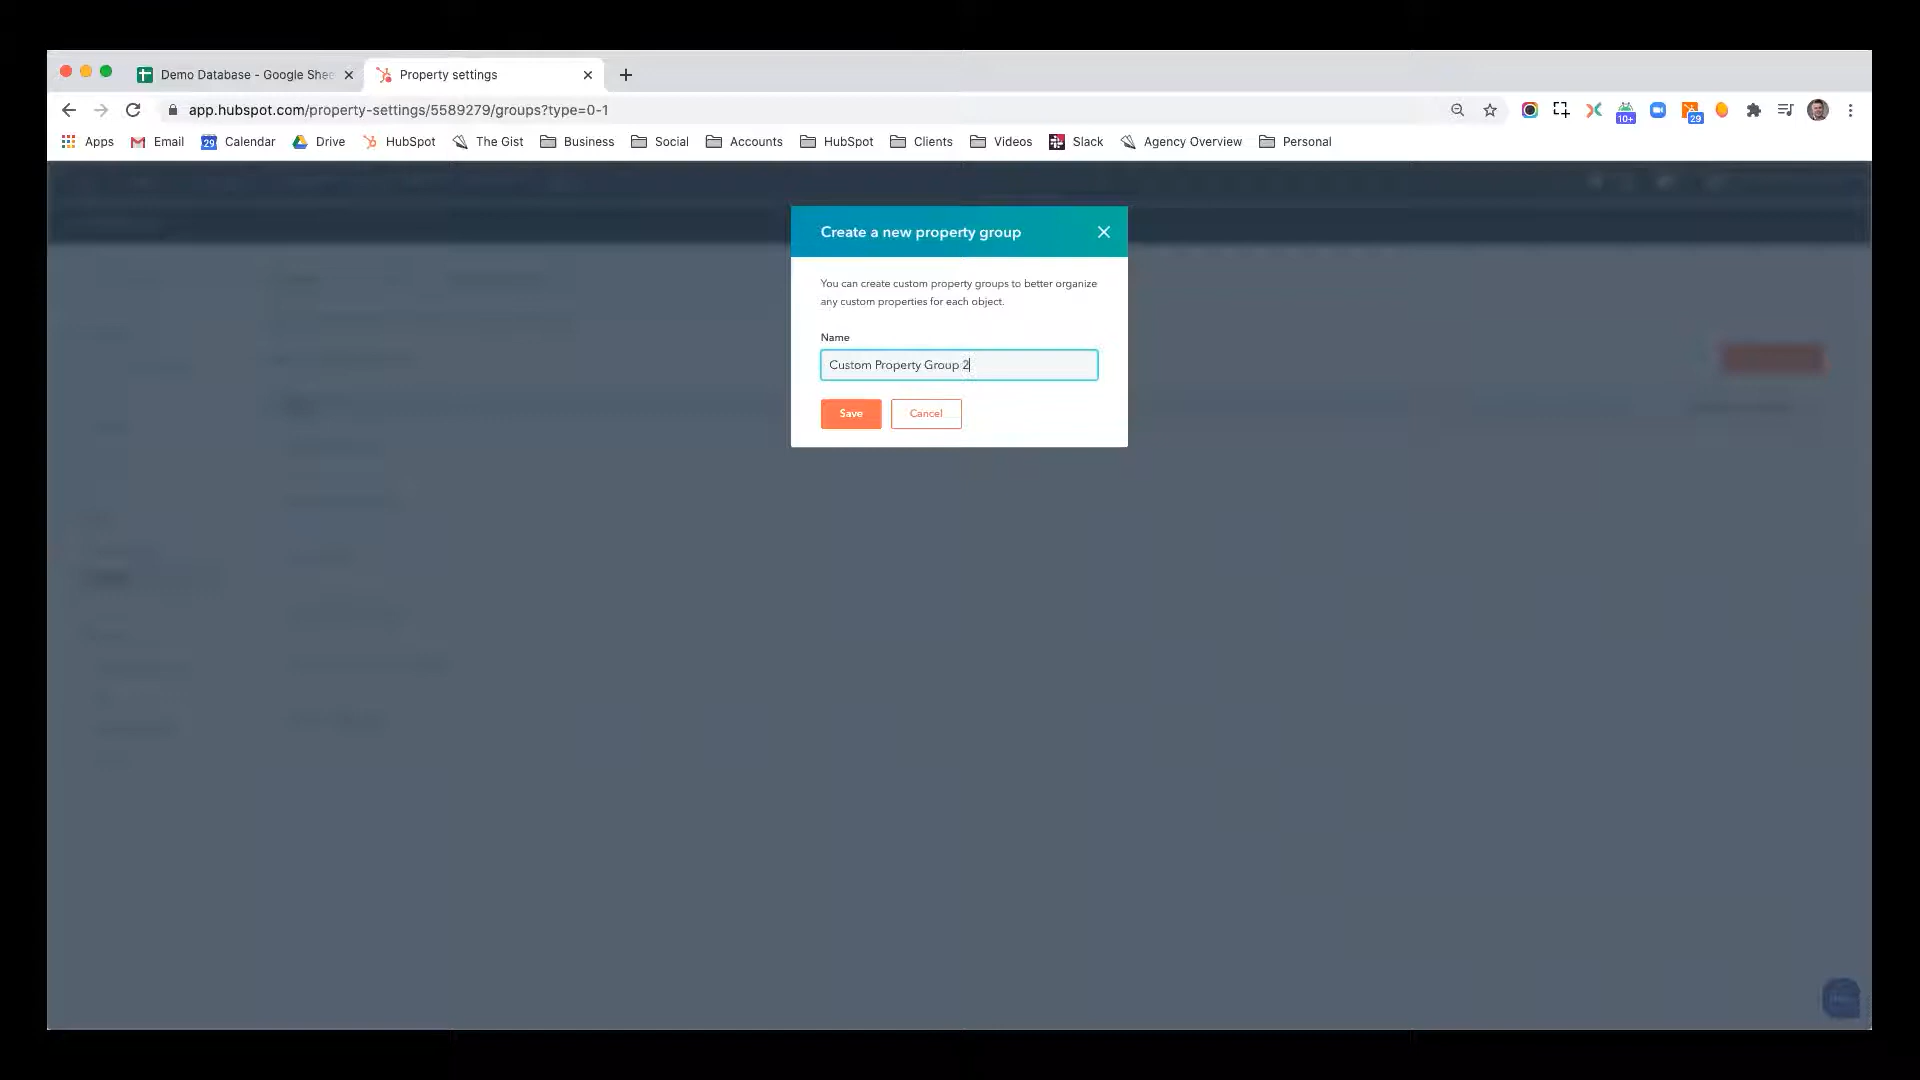 Demo Database - Google Shee
Property settings
app.hubspot.com/property-settings/5589279/groups?type=0-1
10+
29
Apps
Email
29
Calendar
Drive
HubSpot
The Gist
Business
Social
Accounts
HubSpot
Clients
Videos
Slack
Agency Overview
Personal
Create a new property group
You can create custom property groups to better organize
any custom properties for each object.
Name
Custom Property Group 2
Save
Cancel